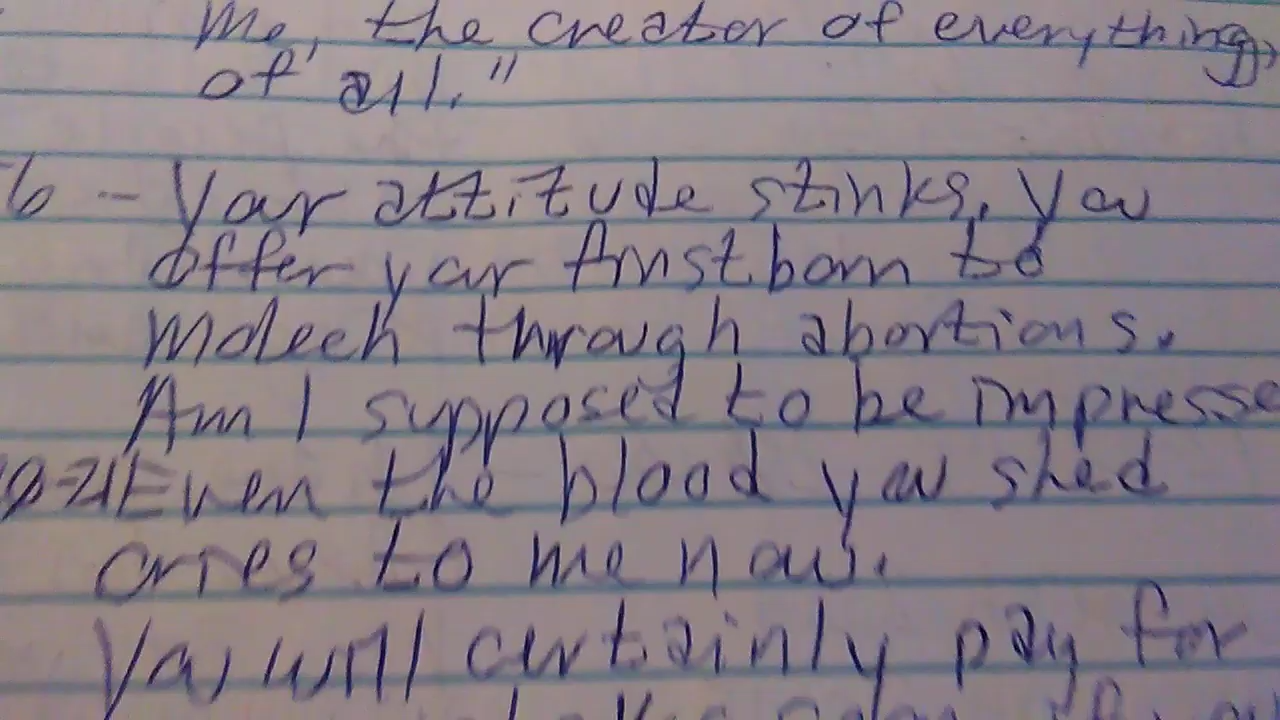 Me, the creator of everything,
of all."
6 - Your attitude stinks. You
offer your firstborn to
Molech through abortions.
Am I supposed to be impresse
Even the blood you shed
cries to me now.
You will certainly pay for